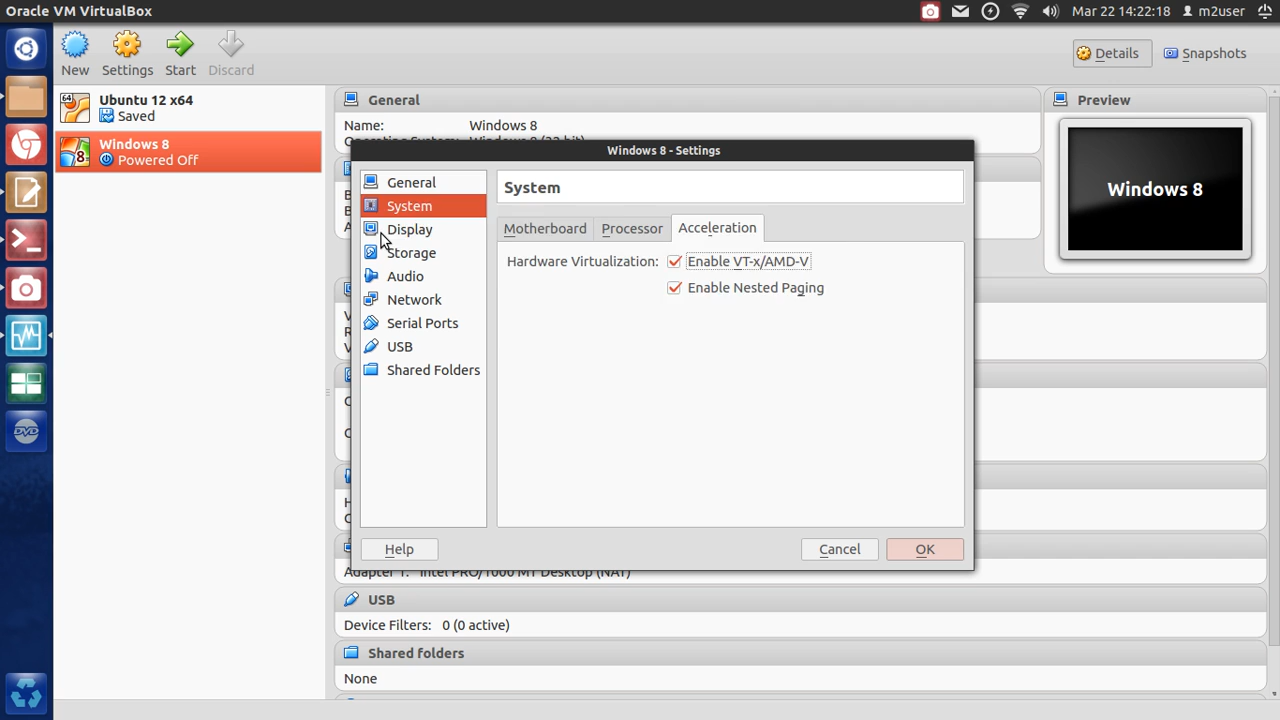 Oracle VM VirtualBox
Mar 22 14:22:18 m2user
New Settings Start Discard
Details Snapshots
64 Ubuntu 12 x64
Saved
8 Windows 8
Powered Off
General
Name: Windows 8
Preview
Windows 8
Windows 8 - Settings
General
System
Display
Storage
Audio
Network
Serial Ports
USB
Shared Folders
System
Motherboard Processor Acceleration
Hardware Virtualization: Enable VT-x/AMD-V
Enable Nested Paging
Help Cancel OK
Adapter 1: Intel PRO/1000 MT Desktop (NAT)
USB
Device Filters: 0 (0 active)
Shared folders
None
DVD